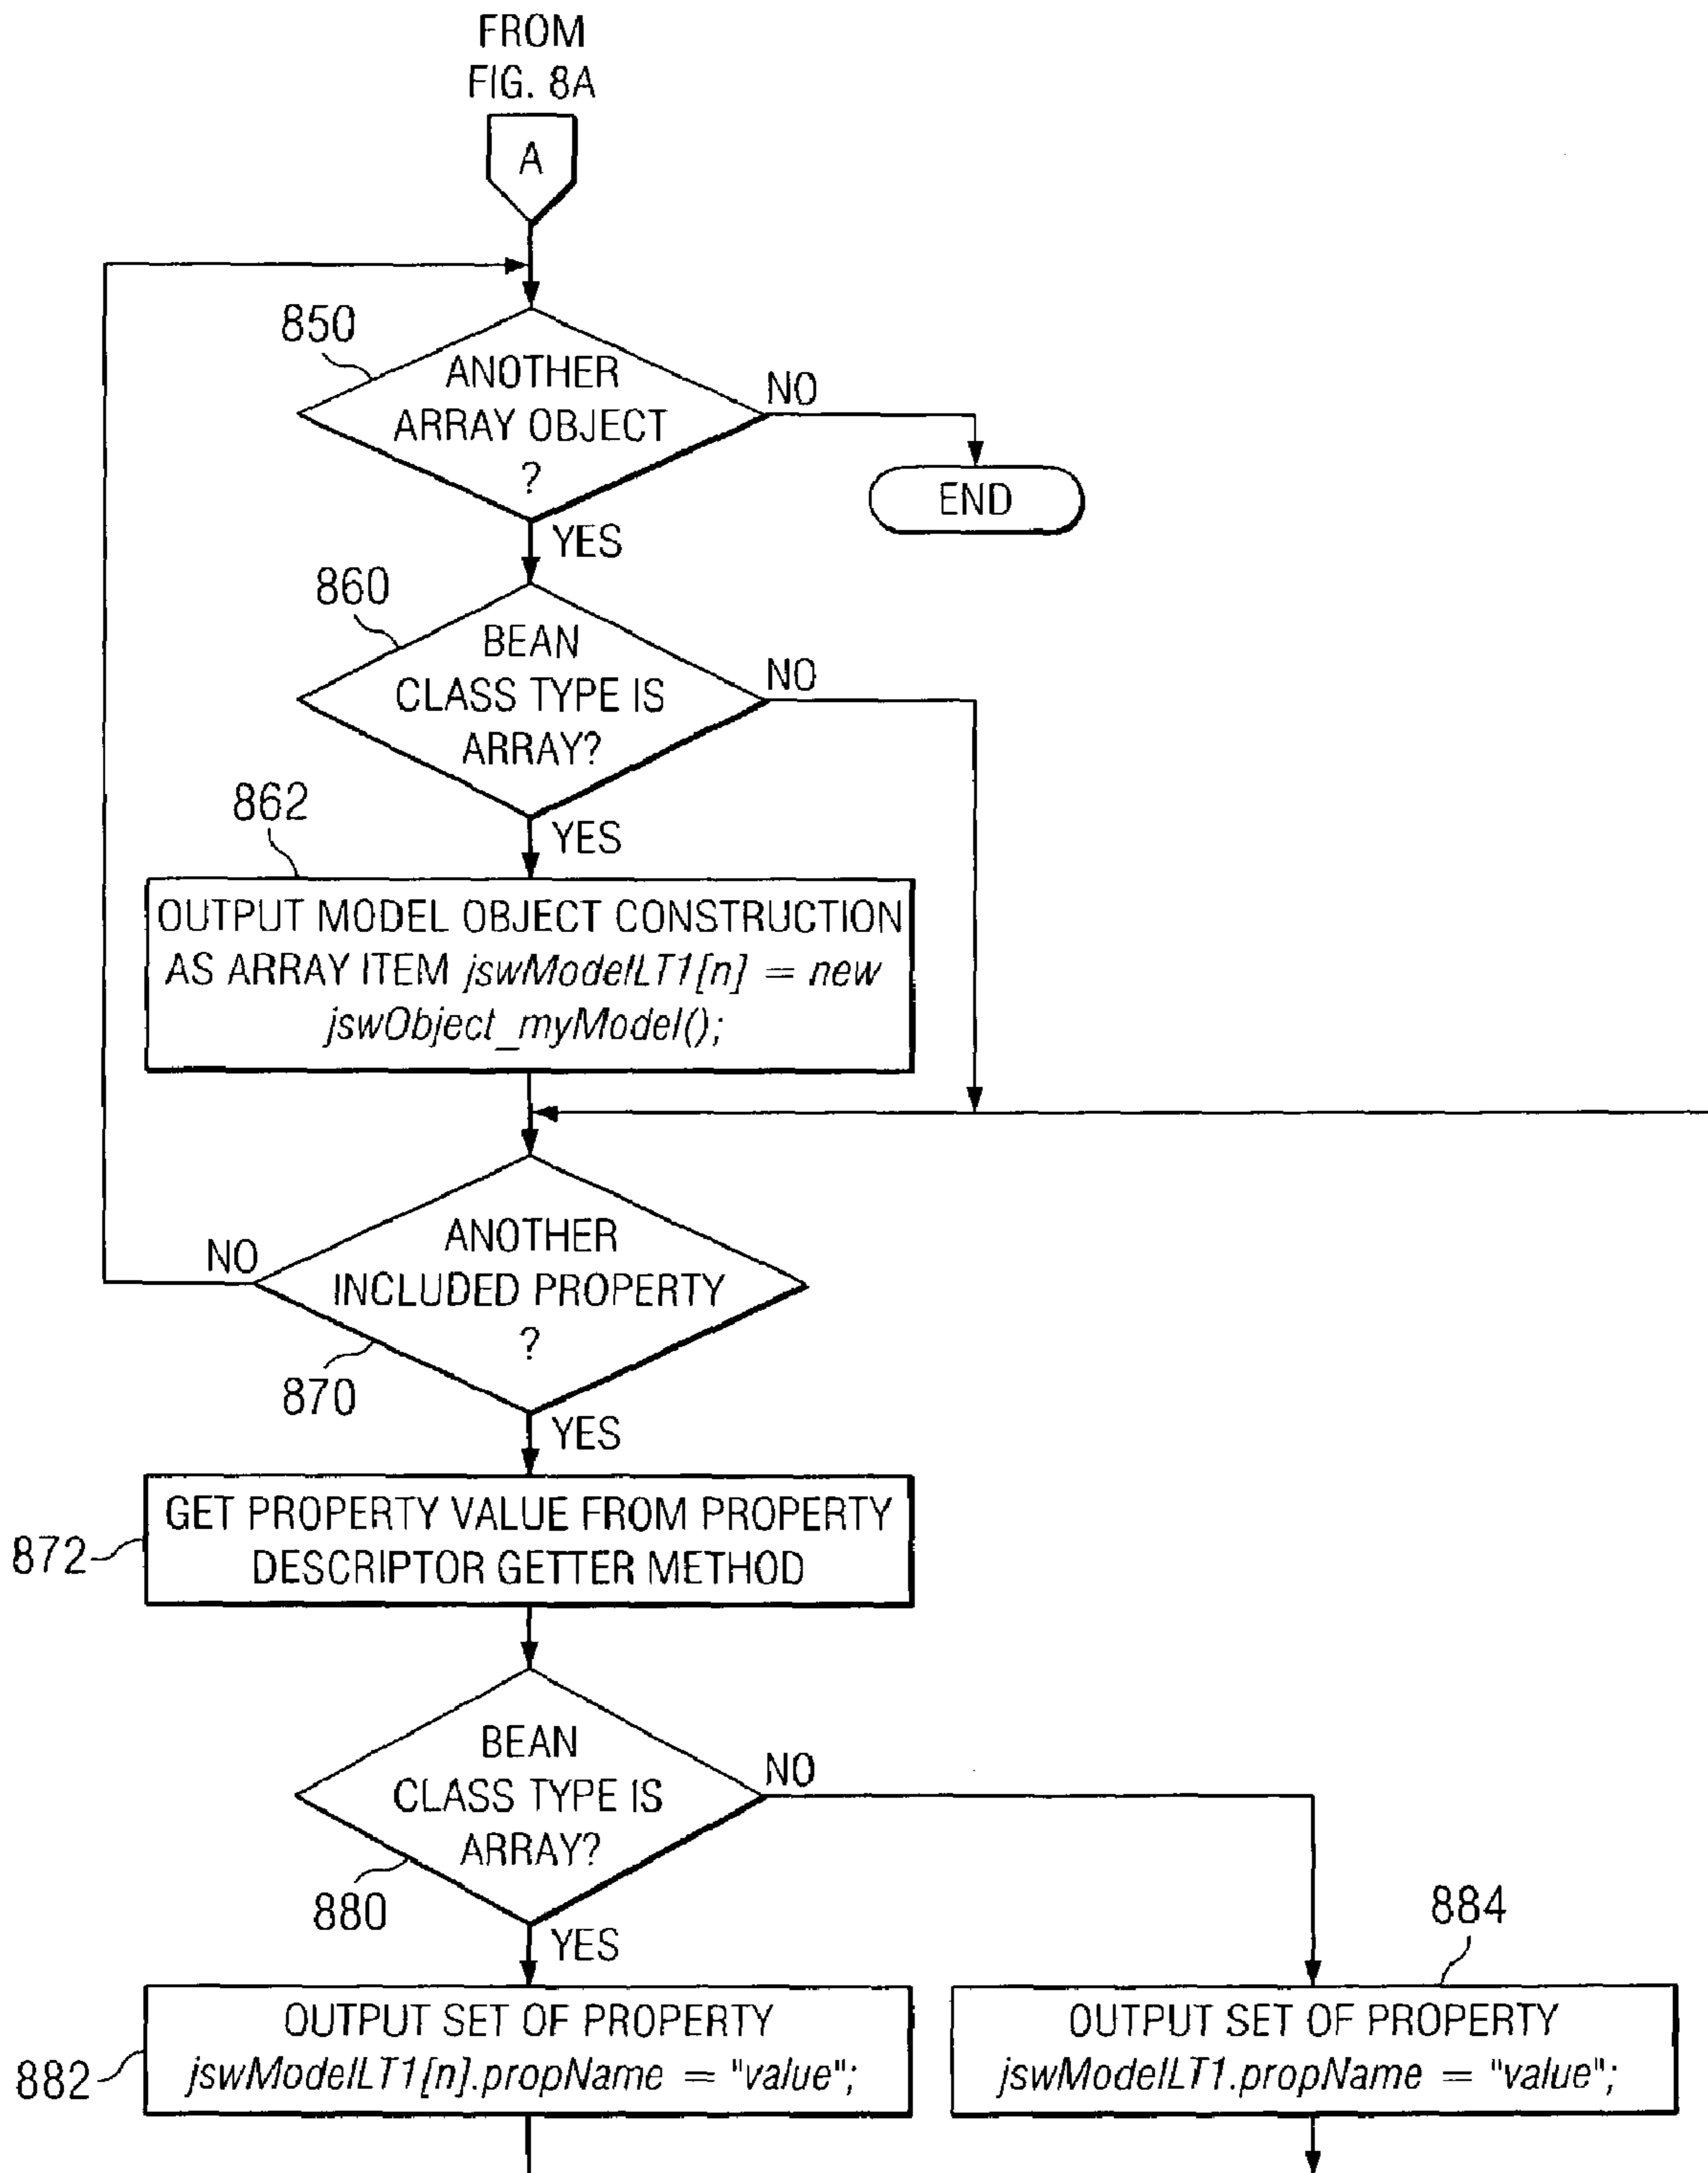 FROM
FIG. 8A
A
850
ANOTHER
ARRAY OBJECT
?
NO
END
YES
860
BEAN
CLASS TYPE IS
ARRAY?
NO
YES
862
OUTPUT MODEL OBJECT CONSTRUCTION
AS ARRAY ITEM jswModelLT1[n] = new
jswObject_myModel();
ANOTHER
INCLUDED PROPERTY
?
NO
870
YES
872
GET PROPERTY VALUE FROM PROPERTY
DESCRIPTOR GETTER METHOD
BEAN
CLASS TYPE IS
ARRAY?
NO
880
YES
884
882
OUTPUT SET OF PROPERTY
jswModelLT1[n].propName = "value";
OUTPUT SET OF PROPERTY
jswModelLT1.propName = "value";